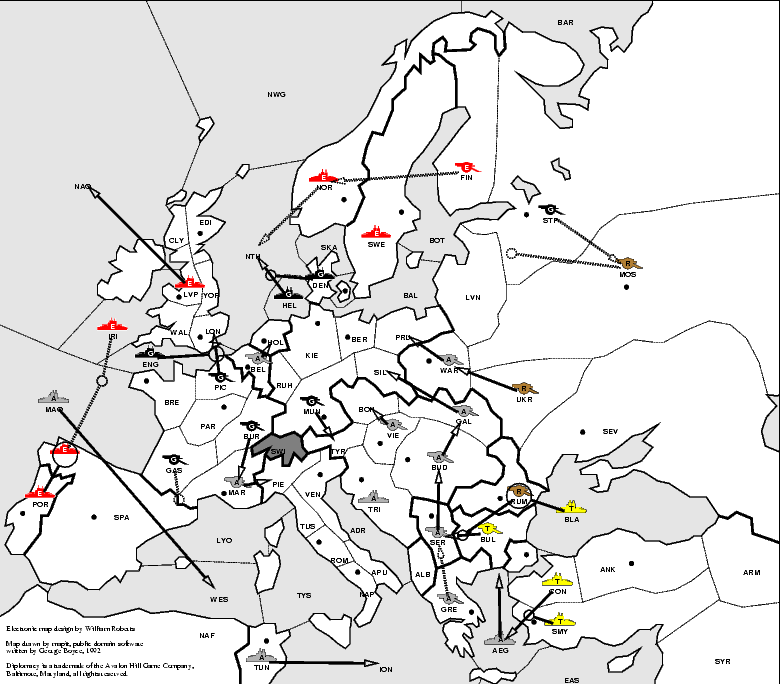 BAR
NWG
NAO
E
NOR
E
FIN
G
STP
EDI
CLY
E
SWE
SKA
BOT
NTH
R
MOS
G
DEN
E
LVP
YOR
G
HEL
BAL
LVN
E
IRI
WAL
LON
HOL
KIE
BER
PRU
G
ENG
A
BEL
A
WAR
G
PIC
RUH
SIL
R
UKR
A
MAO
BRE
G
MUN
BOH
A
GAL
PAR
G
BUR
A
VIE
SEV
E
SWI
TYR
G
GAS
A
BUD
A
MAR
PIE
VEN
E
POR
A
TRI
R
RUM
T
BLA
SPA
TUS
ADR
A
SER
T
BUL
LYO
ROM
ALB
ANK
ARM
APU
T
CON
WES
TYS
NAP
A
GRE
T
SMY
NAF
A
AEG
A
TUN
ION
EAS
SYR
Electronic map design by William Roberts
Map drawn by mapit, public domain software
written by George Boyce, 1992
Diplomacy is a trademark of the Avalon Hill Game Company,
Baltimore, Maryland, all rights reserved.